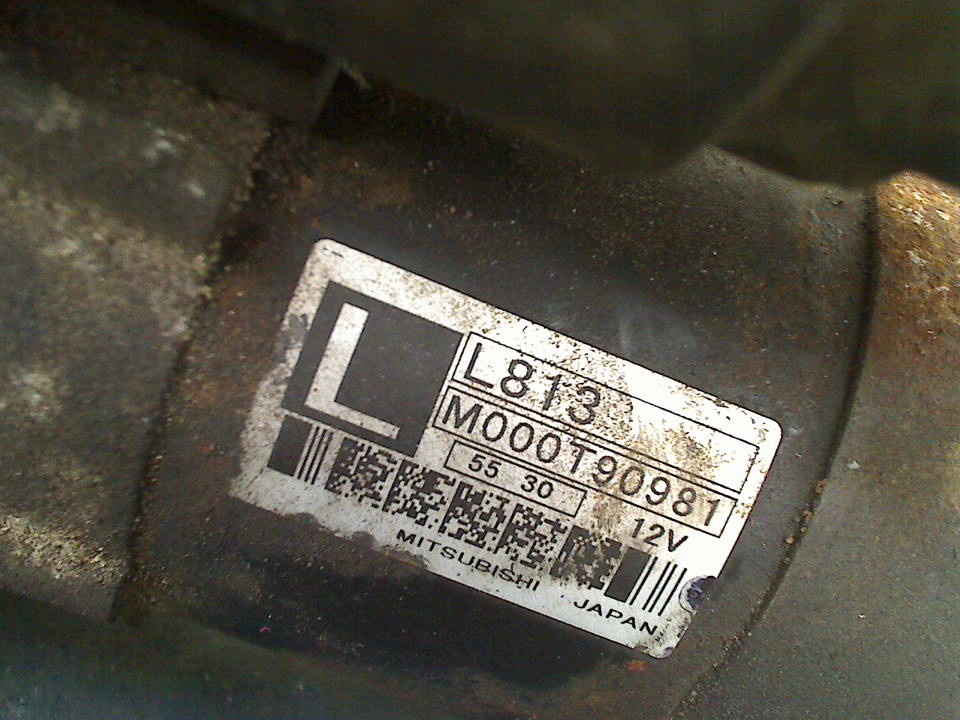 L
L813
M000T90981
55 30
12V
MITSUBISHI JAPAN